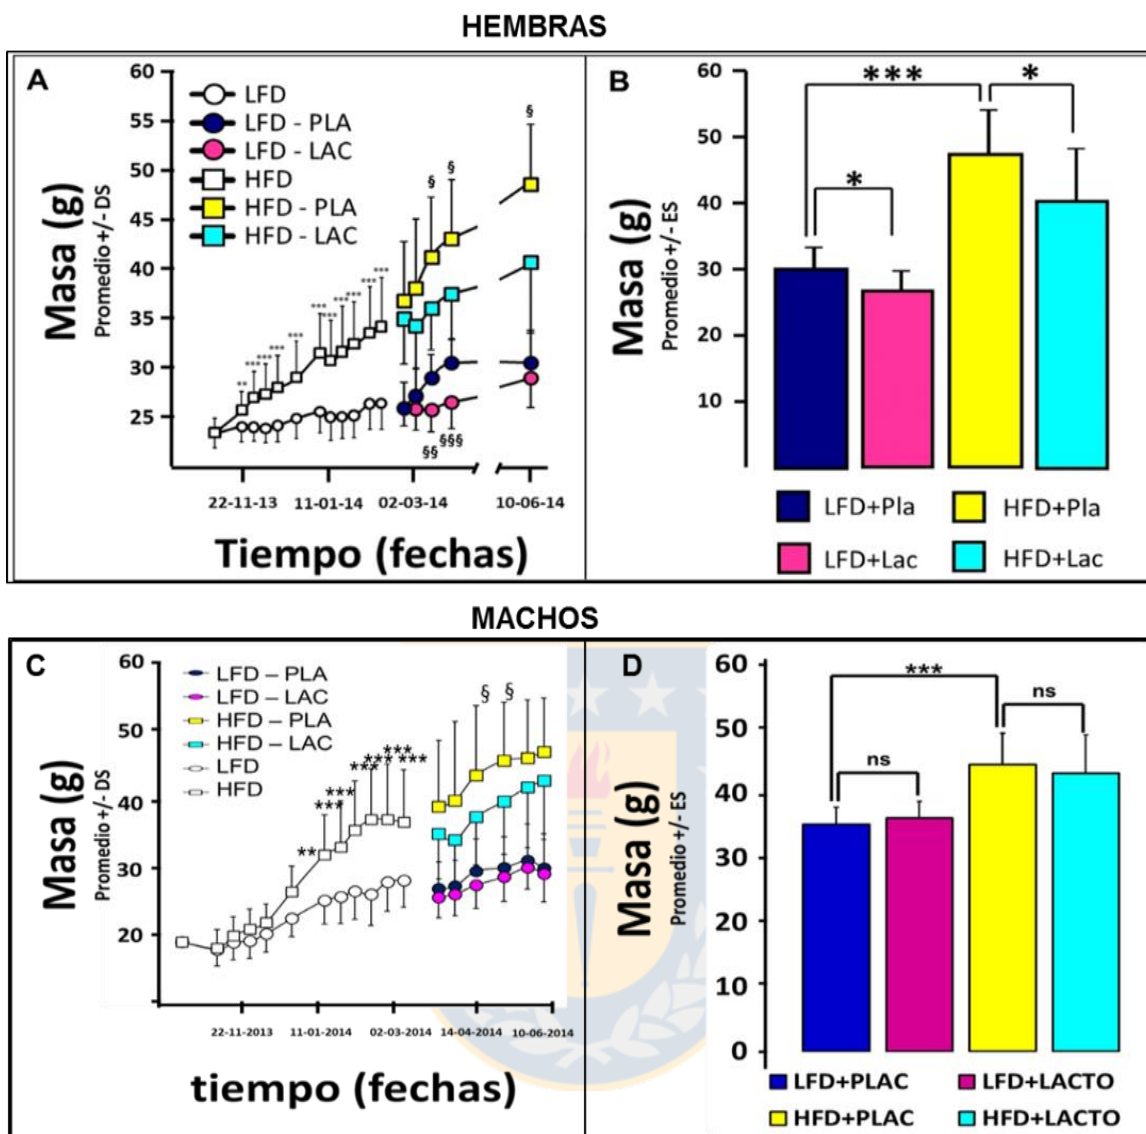 HEMBRAS
A
60
55
50
45
40
35
30
25
Masa (g)
Promedio +/- DS
LFD
LFD - PLA
LFD - LAC
HFD
HFD - PLA
HFD - LAC
**
***
***
***
***
***
***
***
***
***
***
§
§
§
§§
§§§
22-11-13
11-01-14
02-03-14
10-06-14
Tiempo (fechas)
B
60
50
40
30
20
10
Masa (g)
Promedio +/- ES
***
*
*
LFD+Pla
HFD+Pla
LFD+Lac
HFD+Lac
MACHOS
C
60
50
40
30
20
Masa (g)
Promedio +/- DS
LFD – PLA
LFD – LAC
HFD – PLA
HFD – LAC
LFD
HFD
**
***
***
***
***
***
***
§
§
22-11-2013
11-01-2014
02-03-2014
14-04-2014
10-06-2014
tiempo (fechas)
D
60
50
40
30
20
10
0
Masa (g)
Promedio +/- ES
***
ns
ns
LFD+PLAC
LFD+LACTO
HFD+PLAC
HFD+LACTO